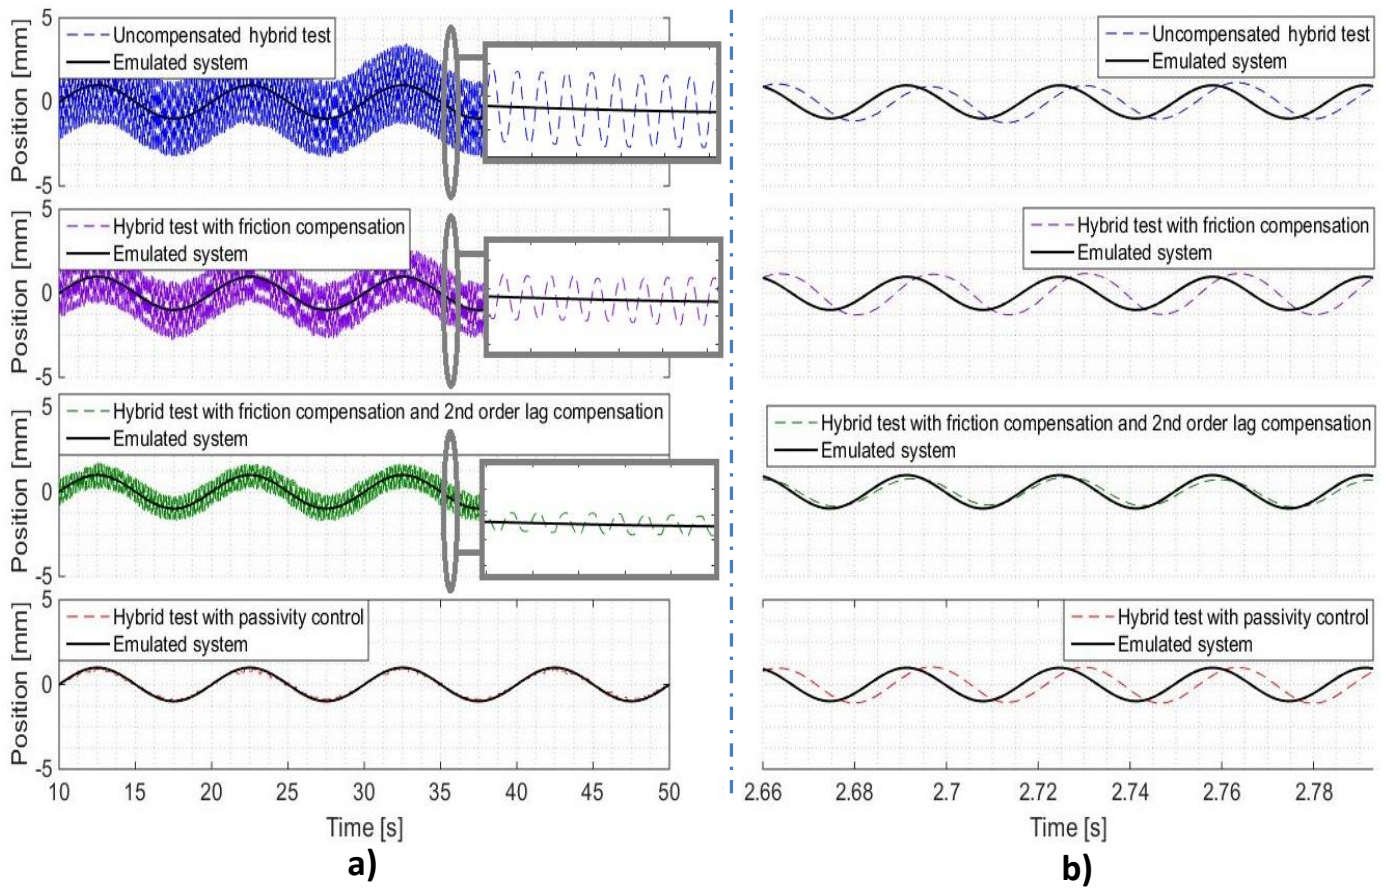 Uncompensated hybrid test
Emulated system
Position [mm]
5
0
-5
Hybrid test with friction compensation
Emulated system
Position [mm]
5
0
-5
Hybrid test with friction compensation and 2nd order lag compensation
Emulated system
Position [mm]
5
0
-5
Hybrid test with passivity control
Emulated system
Position [mm]
5
0
-5
10 15 20 25 30 35 40 45 50
Time [s]
a)
Uncompensated hybrid test
Emulated system
Hybrid test with friction compensation
Emulated system
Hybrid test with friction compensation and 2nd order lag compensation
Emulated system
Hybrid test with passivity control
Emulated system
2.66 2.68 2.7 2.72 2.74 2.76 2.78
Time [s]
b)